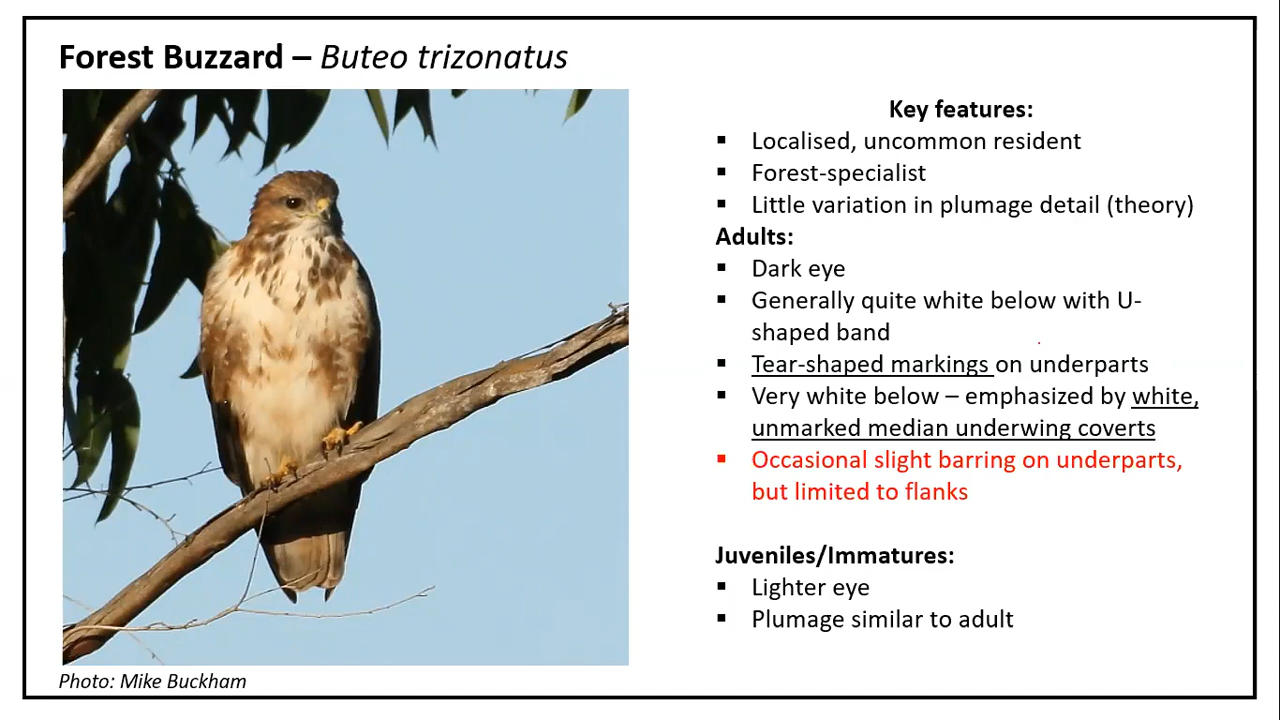 Forest Buzzard – Buteo trizonatus
Key features:
▪ Localised, uncommon resident
▪ Forest-specialist
▪ Little variation in plumage detail (theory)
Adults:
▪ Dark eye
▪ Generally quite white below with U-
shaped band
▪ Tear-shaped markings on underparts
▪ Very white below – emphasized by white,
unmarked median underwing coverts
▪ Occasional slight barring on underparts,
but limited to flanks
Juveniles/Immatures:
▪ Lighter eye
▪ Plumage similar to adult
Photo: Mike Buckham